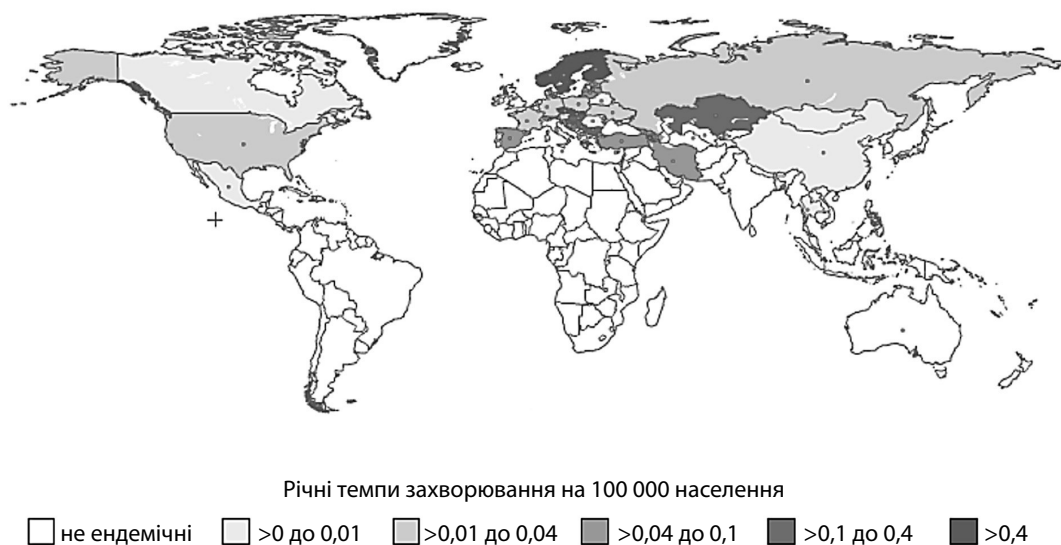 Річні темпи захворювання на 100 000 населення
не ендемічні >0 до 0,01 >0,01 до 0,04 >0,04 до 0,1 >0,1 до 0,4 >0,4